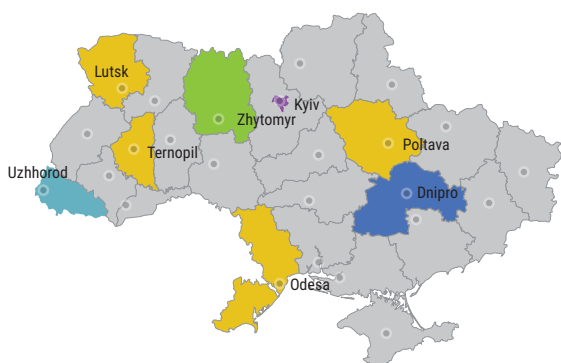 Lutsk
Kyiv
Zhytomyr
Poltava
Ternopil
Uzhhorod
Dnipro
Odesa